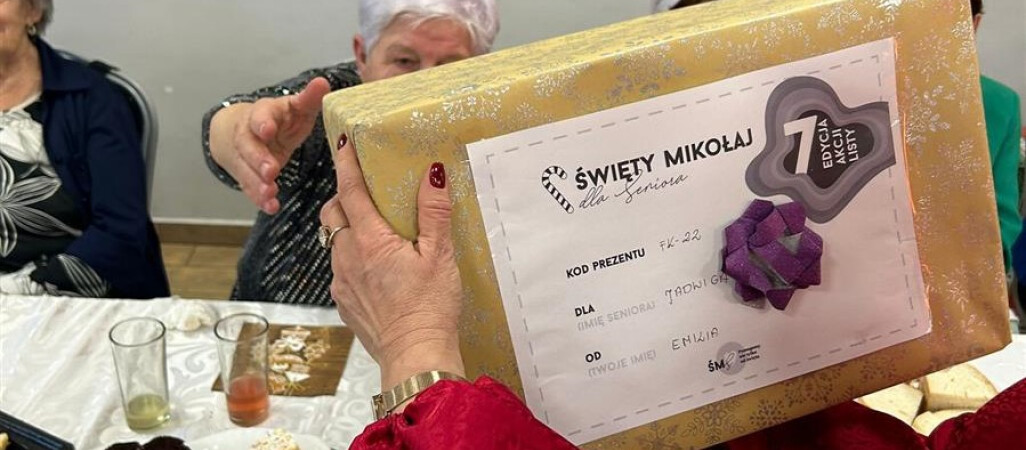 ŚWIĘTY MIKOŁAJ
dla Seniora
7
EDYCJA
AKCJI
LISTY
KOD PREZENTU FK-22
DLA JADWIGA
(IMIĘ SENIORA)
OD EMILIA
(TWOJE IMIĘ)
ŚMS